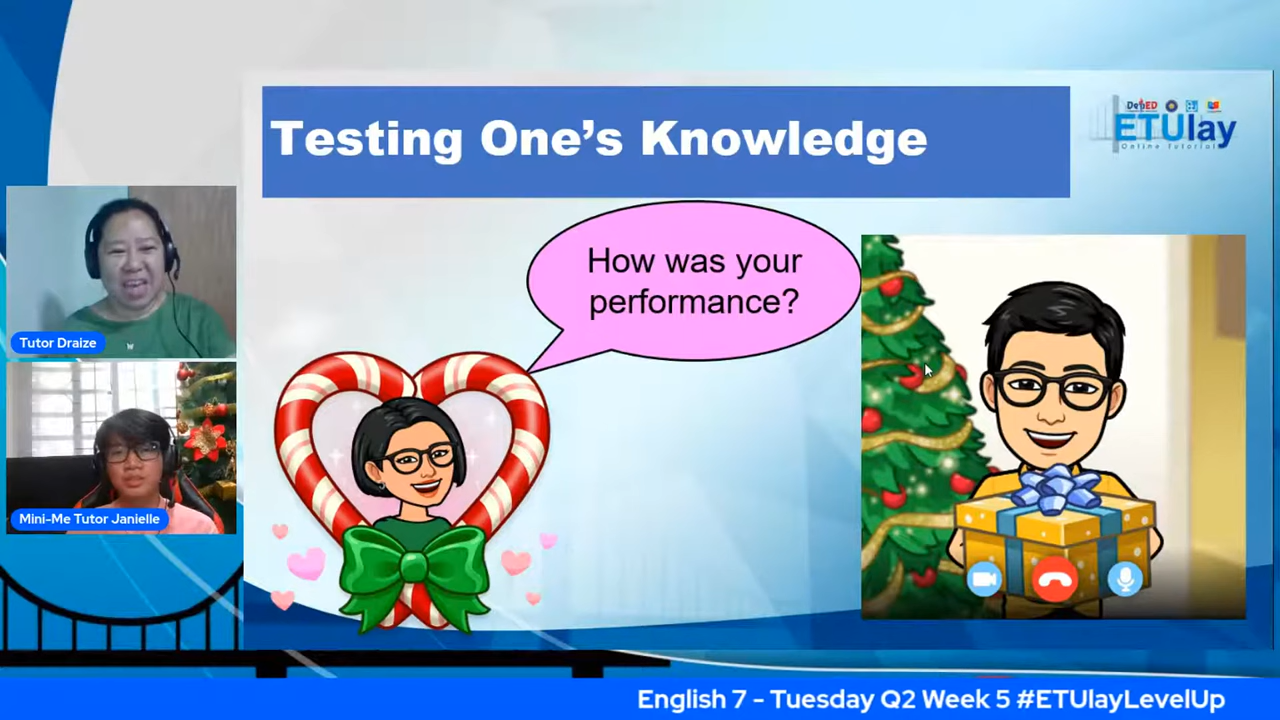 Testing One's Knowledge
DepED
ETUlay
Online Tutorial
How was your
performance?
Tutor Draize
Mini-Me Tutor Janielle
English 7 - Tuesday Q2 Week 5 #ETUlayLevelUp